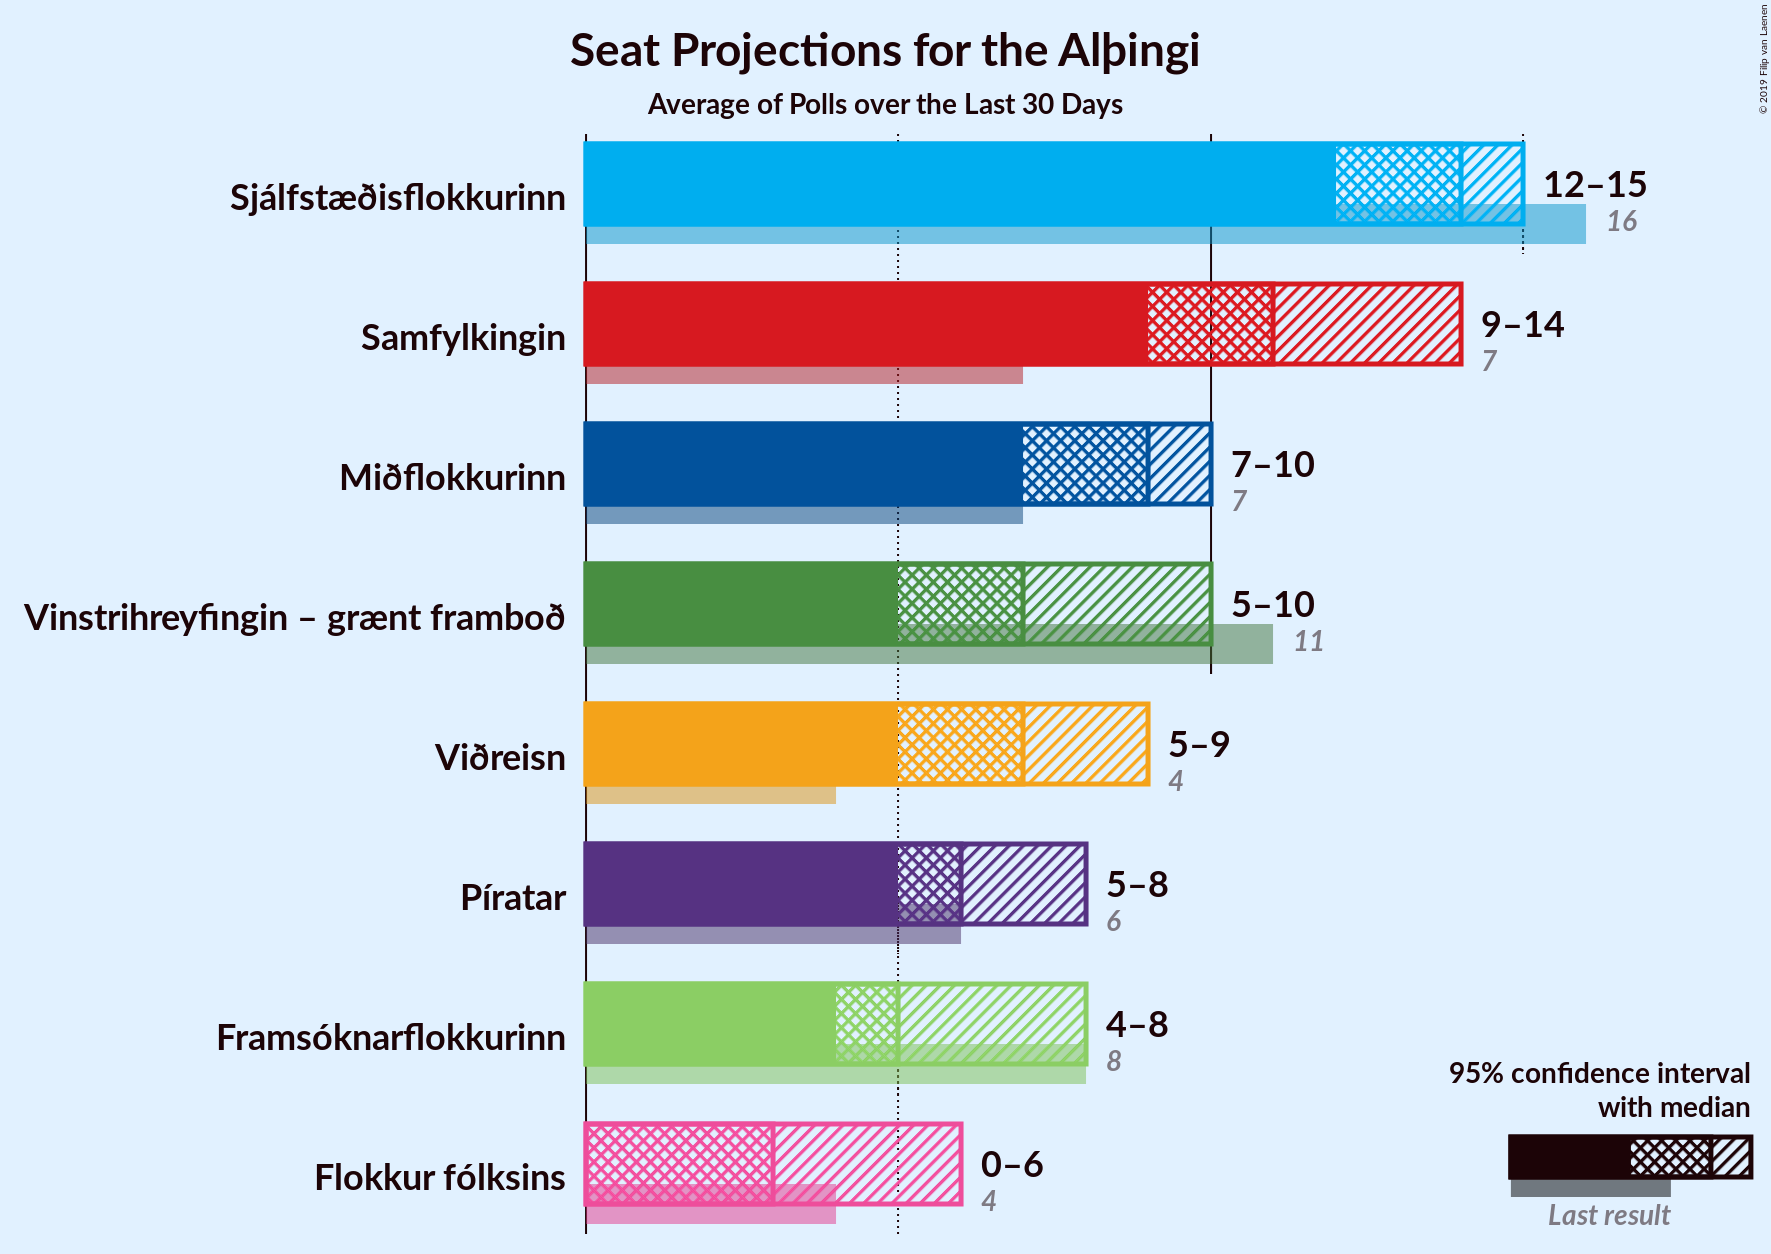 Seat Projections for the Alþingi
Average of Polls over the Last 30 Days
© 2019 Filip van Laenen
Sjálfstæðisflokkurinn
12–15
16
Samfylkingin
9–14
7
Miðflokkurinn
7–10
7
Vinstrihreyfingin – grænt framboð
5–10
11
Viðreisn
5–9
4
Píratar
5–8
6
Framsóknarflokkurinn
4–8
8
Flokkur fólksins
0–6
4
95% confidence interval
with median
Last result